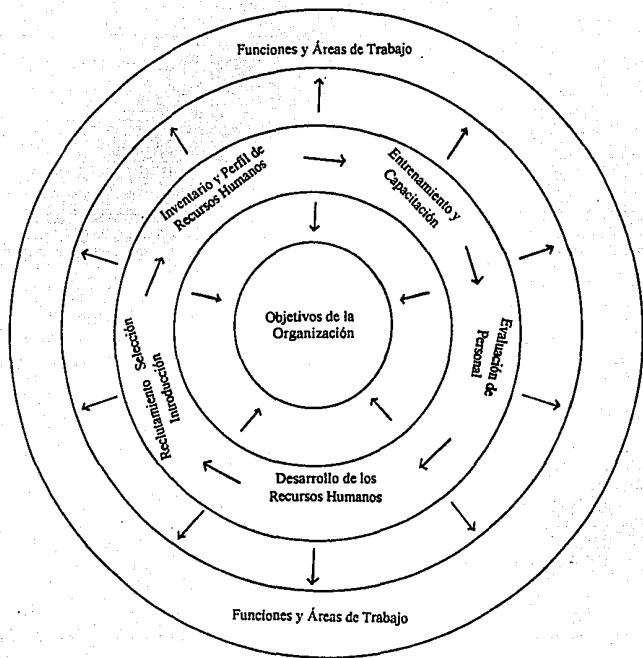 Funciones y Áreas de Trabajo
Inventario y Perfil de
Recursos Humanos
Entrenamiento y
Capacitación
Evaluación de
Personal
Desarrollo de los
Recursos Humanos
Reclutamiento Selección
Introducción
Objetivos de la
Organización
Funciones y Áreas de Trabajo